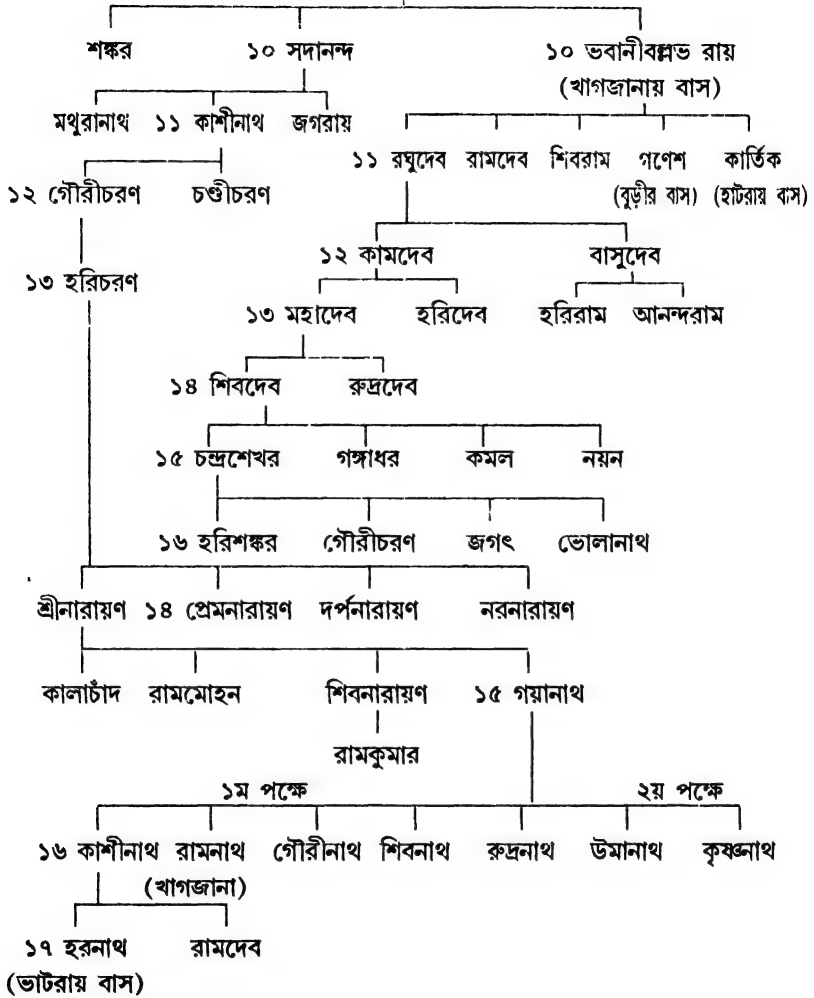 শঙ্কর ১০ সদানন্দ ১০ ভবানীবল্লভ রায়
(খাগজানায় বাস)
মথুরানাথ ১১ কাশীনাথ জগরায়
১১ রঘুদেব রামদেব শিবরাম গণেশ কার্তিক
(বুড়ীর বাস) (হাটরায় বাস)
১২ গৌরীচরণ চণ্ডীচরণ
১২ কামদেব বাসুদেব
১৩ হরিচরণ
১৩ মহাদেব হরিদেব হরিরাম আনন্দরাম
১৪ শিবদেব রুদ্রদেব
১৫ চন্দ্রশেখর গঙ্গাধর কমল নয়ন
১৬ হরিশঙ্কর গৌরীচরণ জগৎ ভোলানাথ
শ্রীনারায়ণ ১৪ প্রেমনারায়ণ দর্পনারায়ণ নরনারায়ণ
কালাচাঁদ রামমোহন শিবনারায়ণ ১৫ গয়ানাথ
রামকুমার
১ম পক্ষে ২য় পক্ষে
১৬ কাশীনাথ রামনাথ গৌরীনাথ শিবনাথ রুদ্রনাথ উমানাথ কৃষ্ণনাথ
(খাগজানা)
১৭ হরনাথ রামদেব
(ভাটরায় বাস)